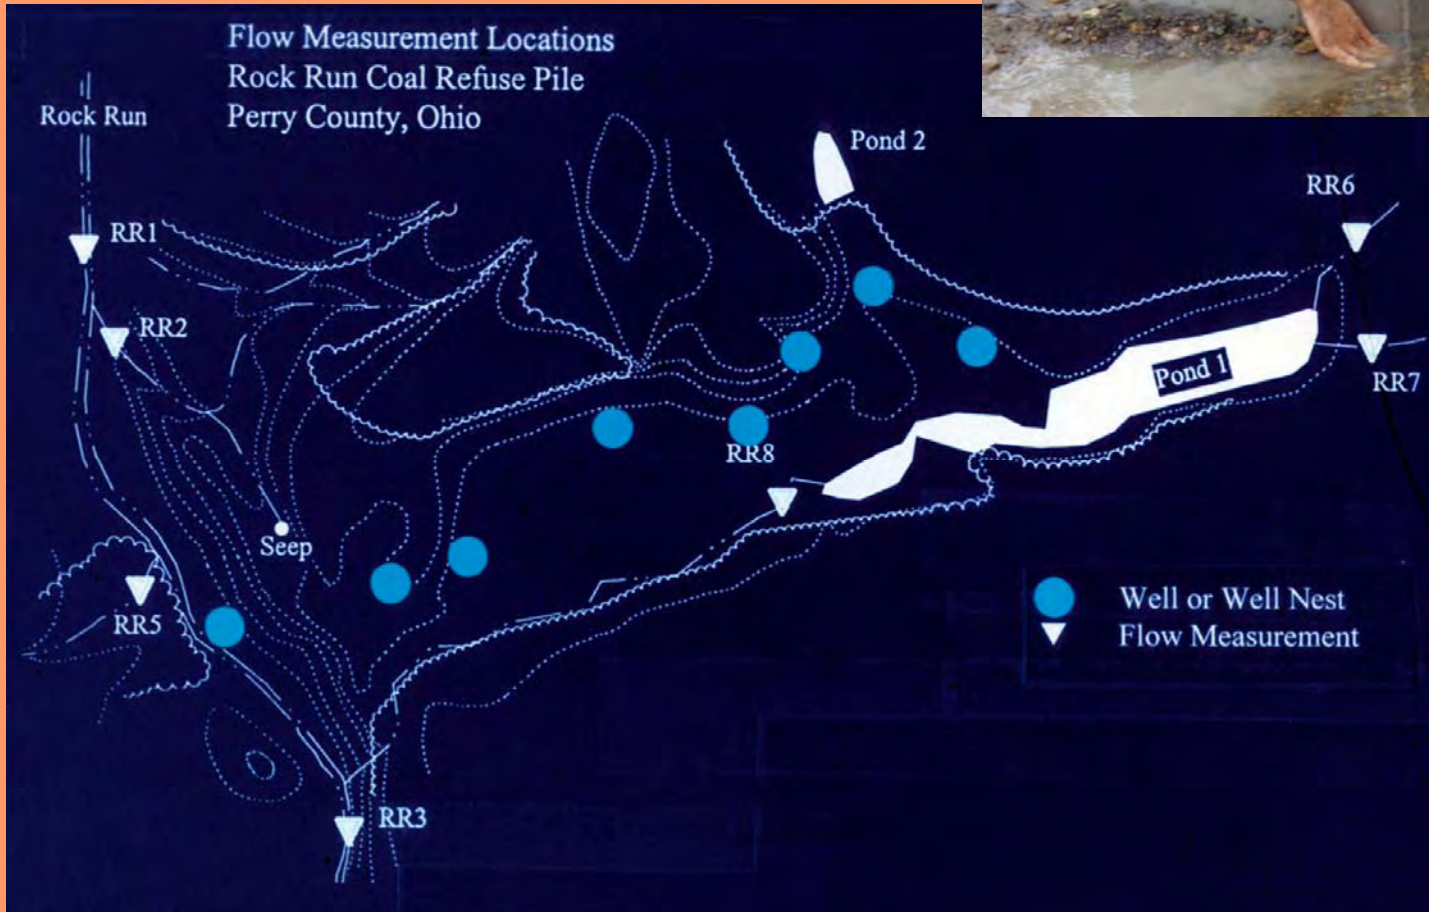 Flow Measurement Locations
Rock Run Coal Refuse Pile
Perry County, Ohio
Rock Run
Pond 2
RR6
RR1
RR2
Pond 1
RR7
RR8
Seep
RR5
Well or Well Nest
Flow Measurement
RR3